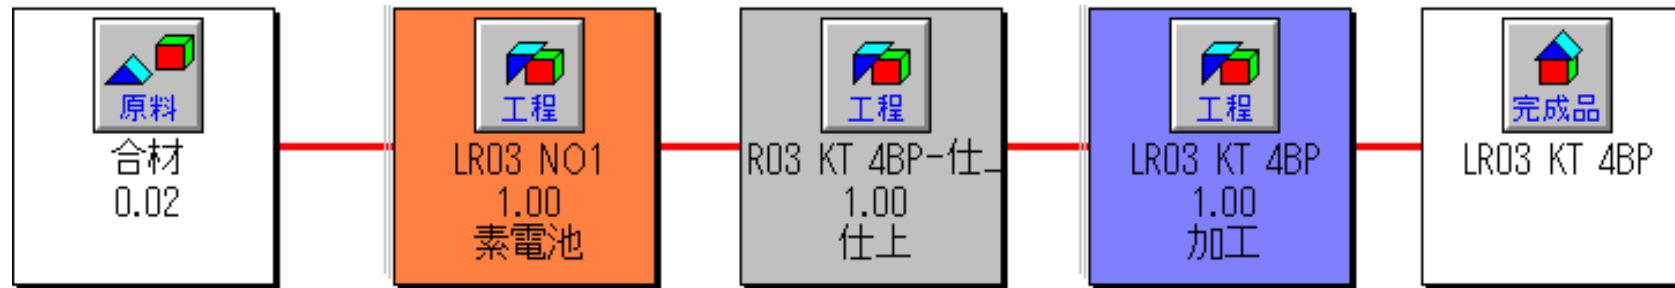 原料
合材
0.02
工程
LR03 NO1
1.00
素電池
工程
R03 KT 4BP-仕
1.00
仕上
工程
LR03 KT 4BP
1.00
加工
完成品
LR03 KT 4BP